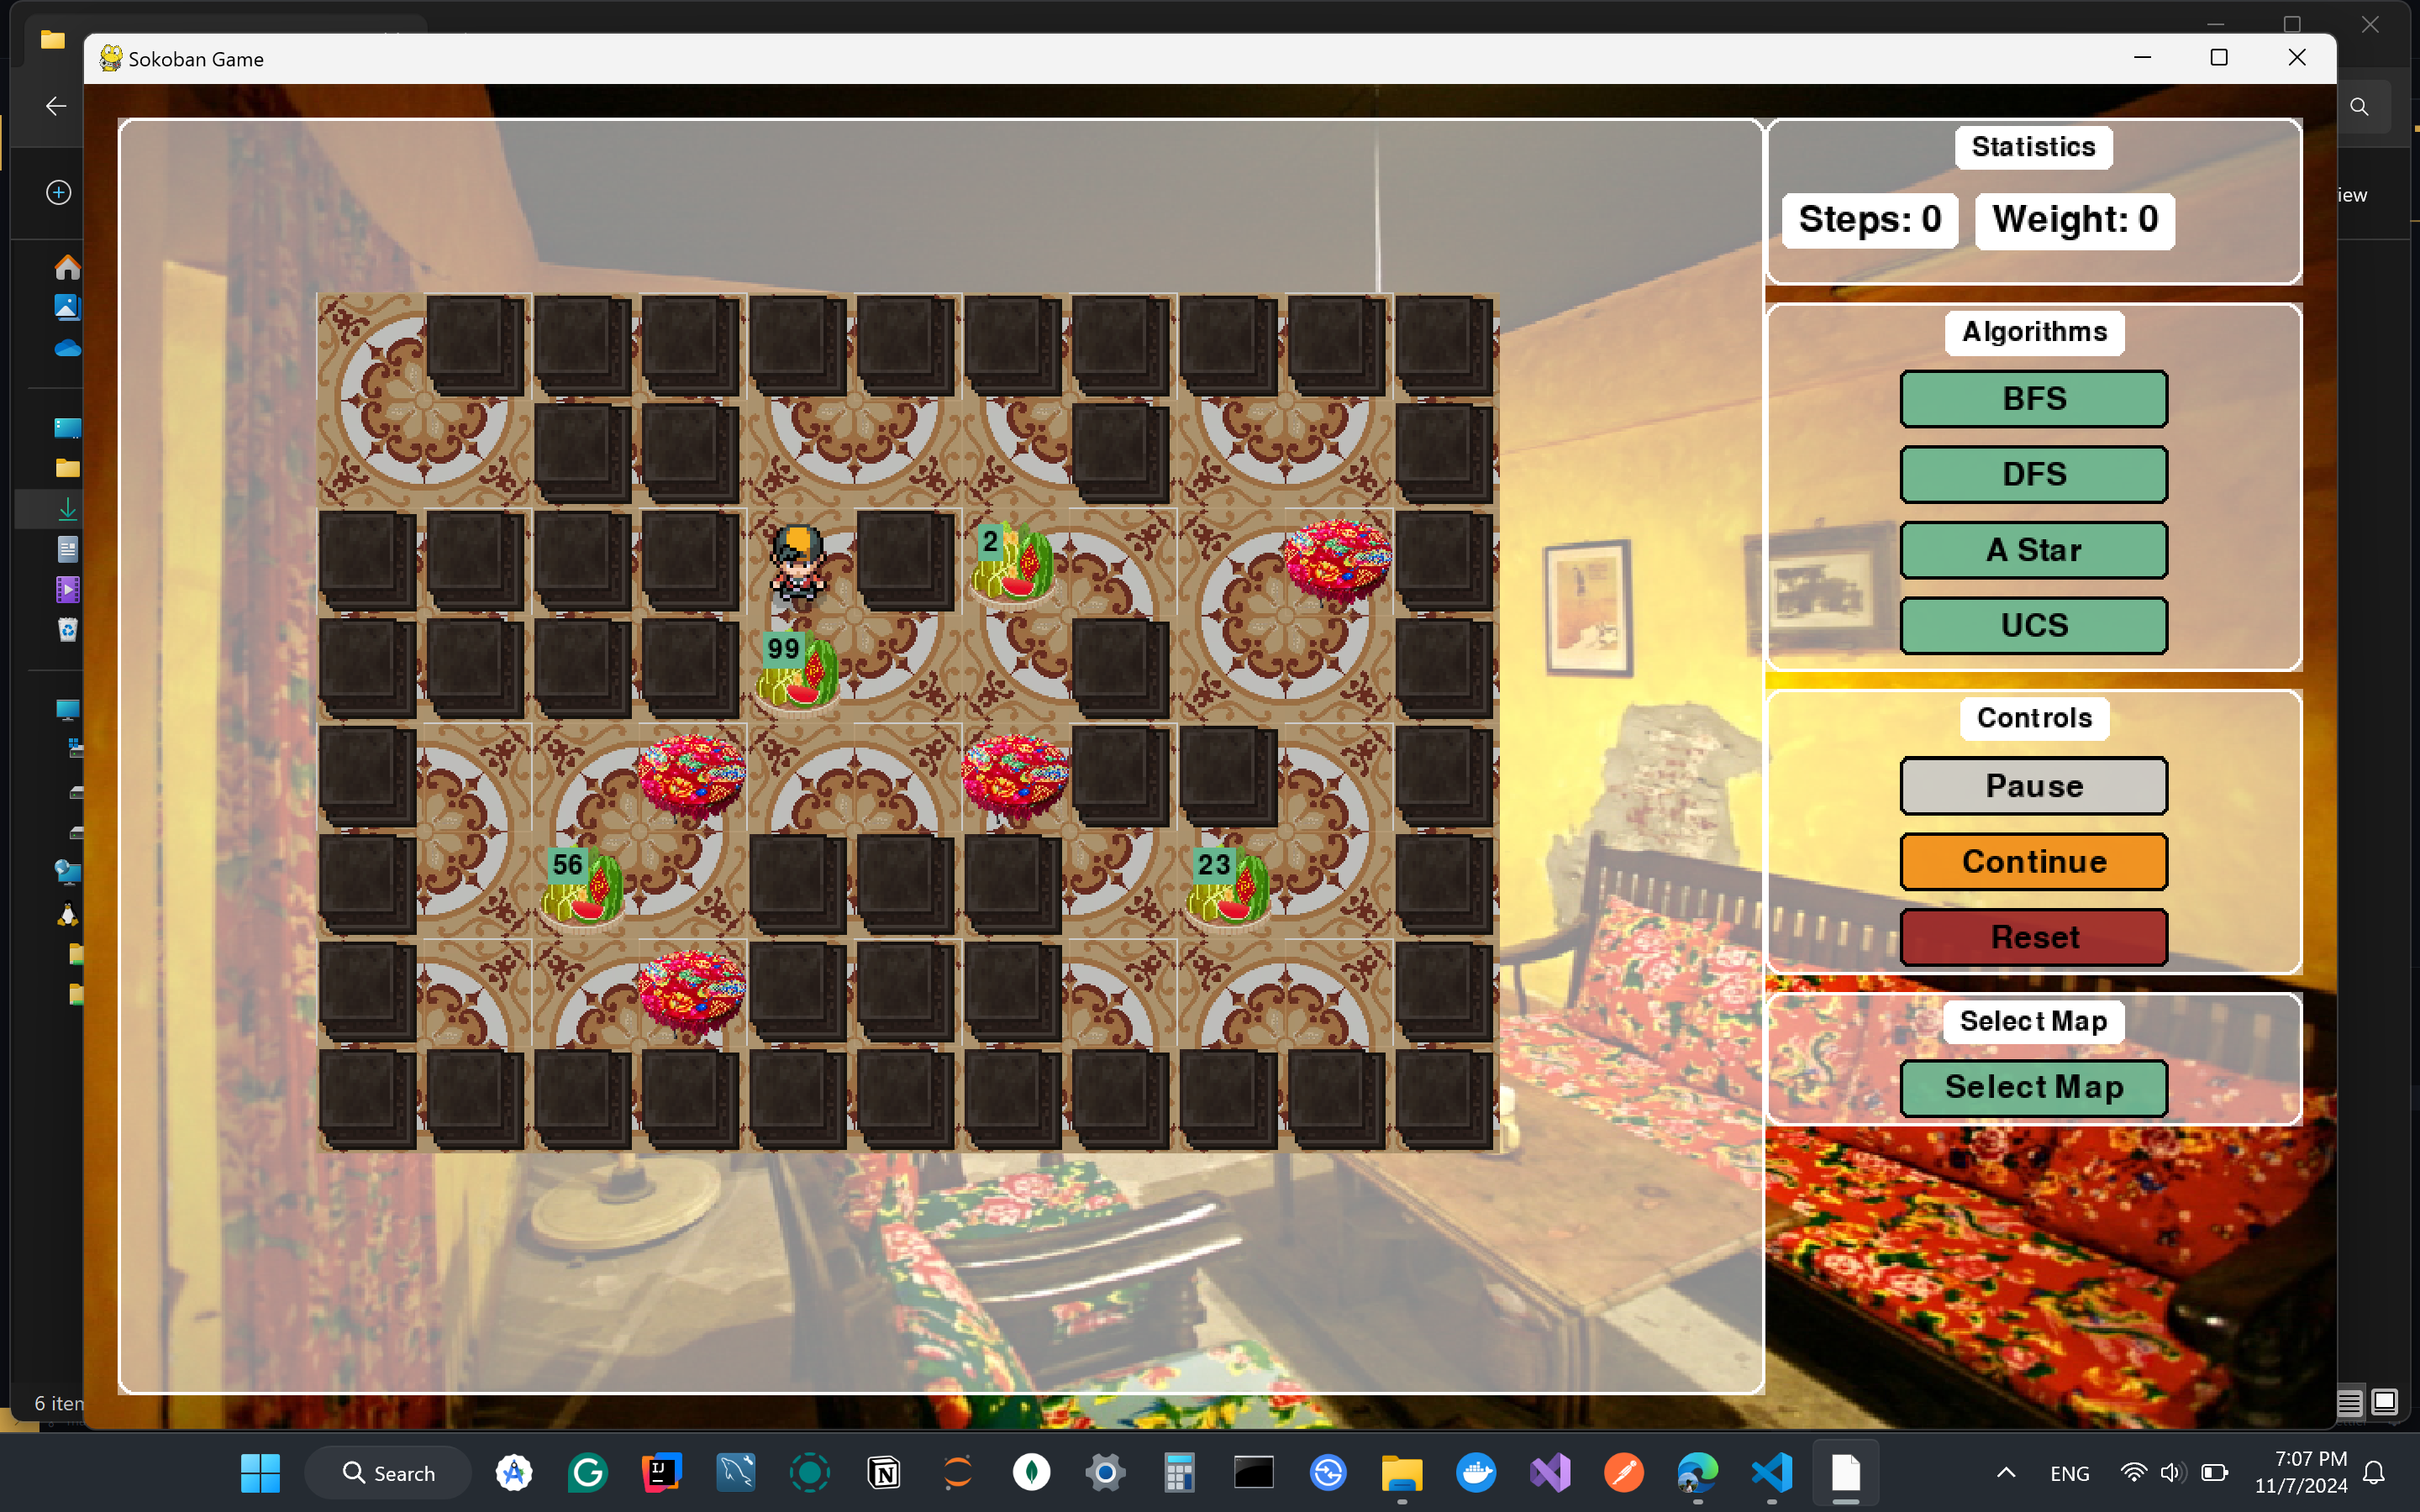 Sokoban Game
iew
Statistics
Steps: 0
Weight: 0
Algorithms
BFS
DFS
A Star
UCS
2
99
56
23
Controls
Pause
Continue
Reset
Select Map
Select Map
6 iten
Search
ENG
7:07 PM
11/7/2024